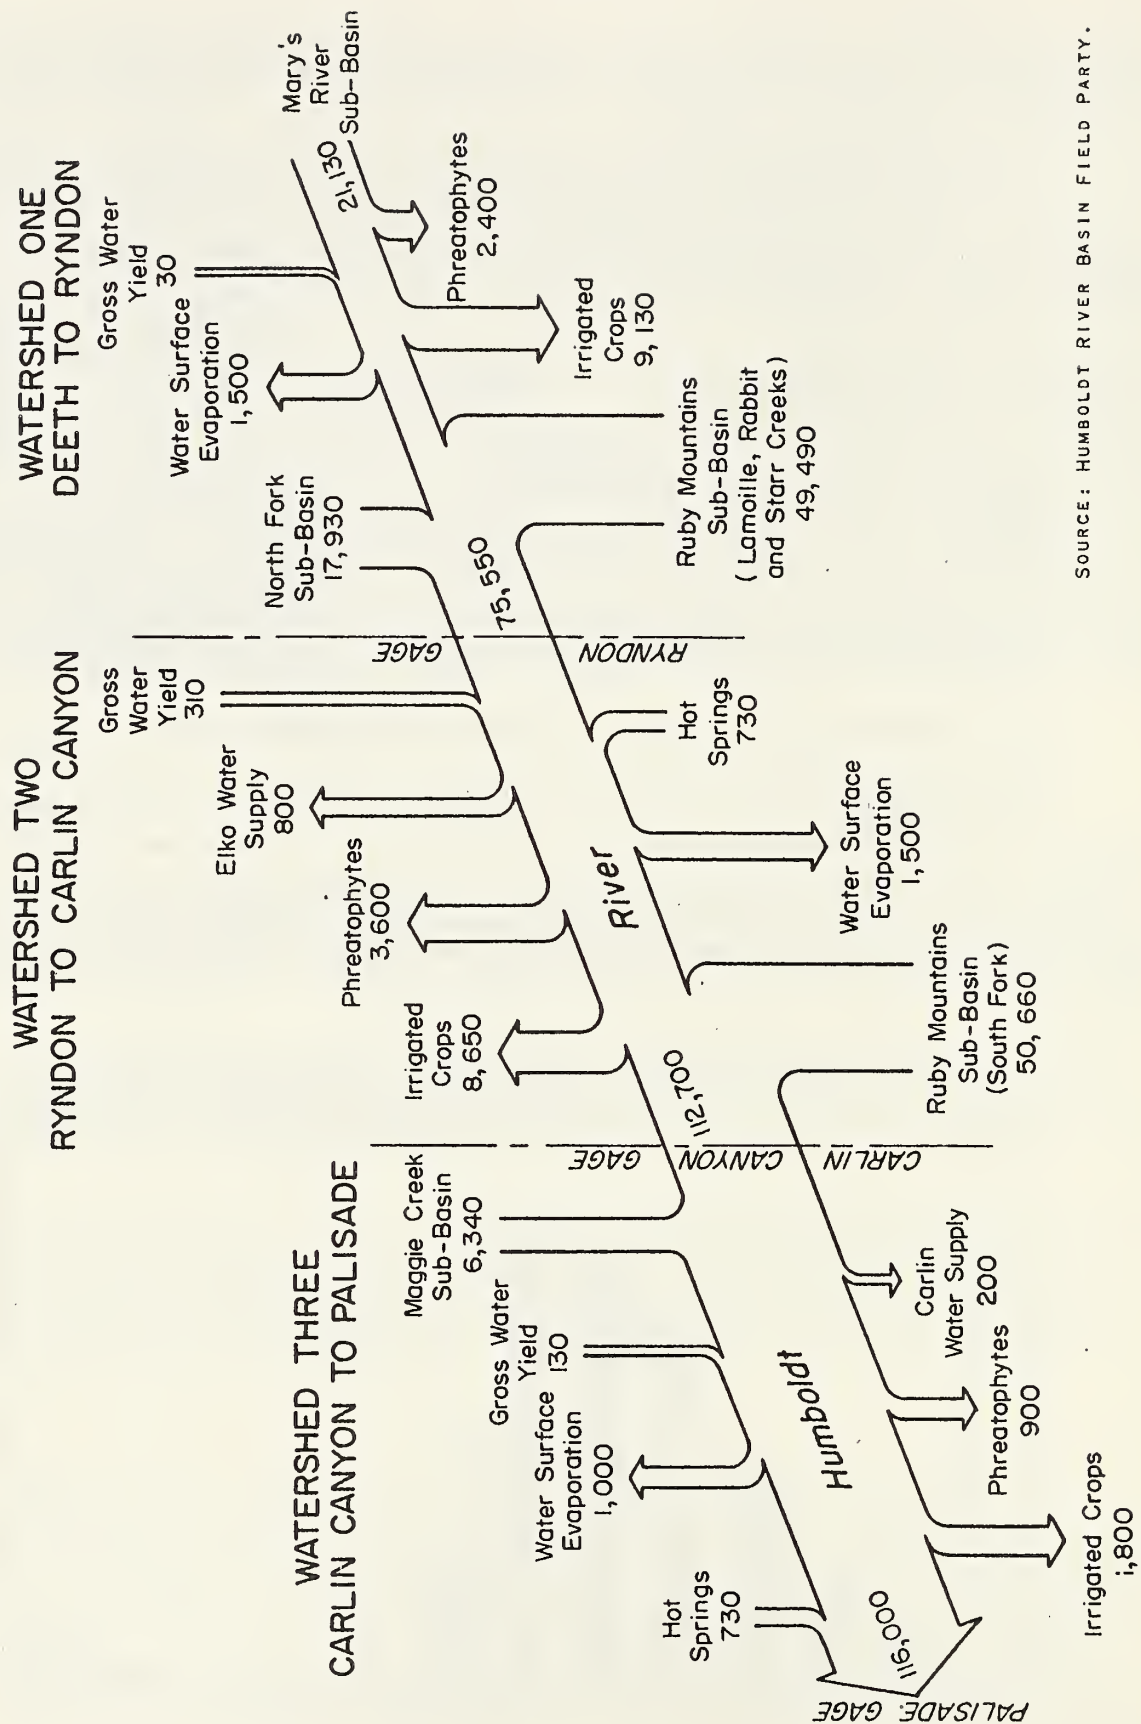 WATERSHED ONE
DEETH TO RYNDON
Mary's
River
Sub-Basin
21,130
Gross Water
Yield
30
Phreatophytes
2,400
Water Surface
Evaporation
1,500
Irrigated
Crops
9,130
North Fork
Sub-Basin
17,930
Ruby Mountains
Sub-Basin
(Lamoille, Rabbit
and Starr Creeks)
49,490
75,550
RYNDON
GAGE
WATERSHED TWO
RYNDON TO CARLIN CANYON
Gross
Water
Yield
310
Hot
Springs
730
Elko Water
Supply
800
Water Surface
Evaporation
1,500
Phreatophytes
3,600
River
Irrigated
Crops
8,650
Ruby Mountains
Sub-Basin
(South Fork)
50,660
112,700
CARLIN
CANYON
GAGE
WATERSHED THREE
CARLIN CANYON TO PALISADE
Maggie Creek
Sub-Basin
6,340
Carlin
Water Supply
200
Gross Water
Yield
130
Phreatophytes
900
Water Surface
Evaporation
1,000
Humboldt
Irrigated Crops
1,800
Hot
Springs
730
116,000
PALISADE GAGE
SOURCE: HUMBOLDT RIVER BASIN FIELD PARTY.